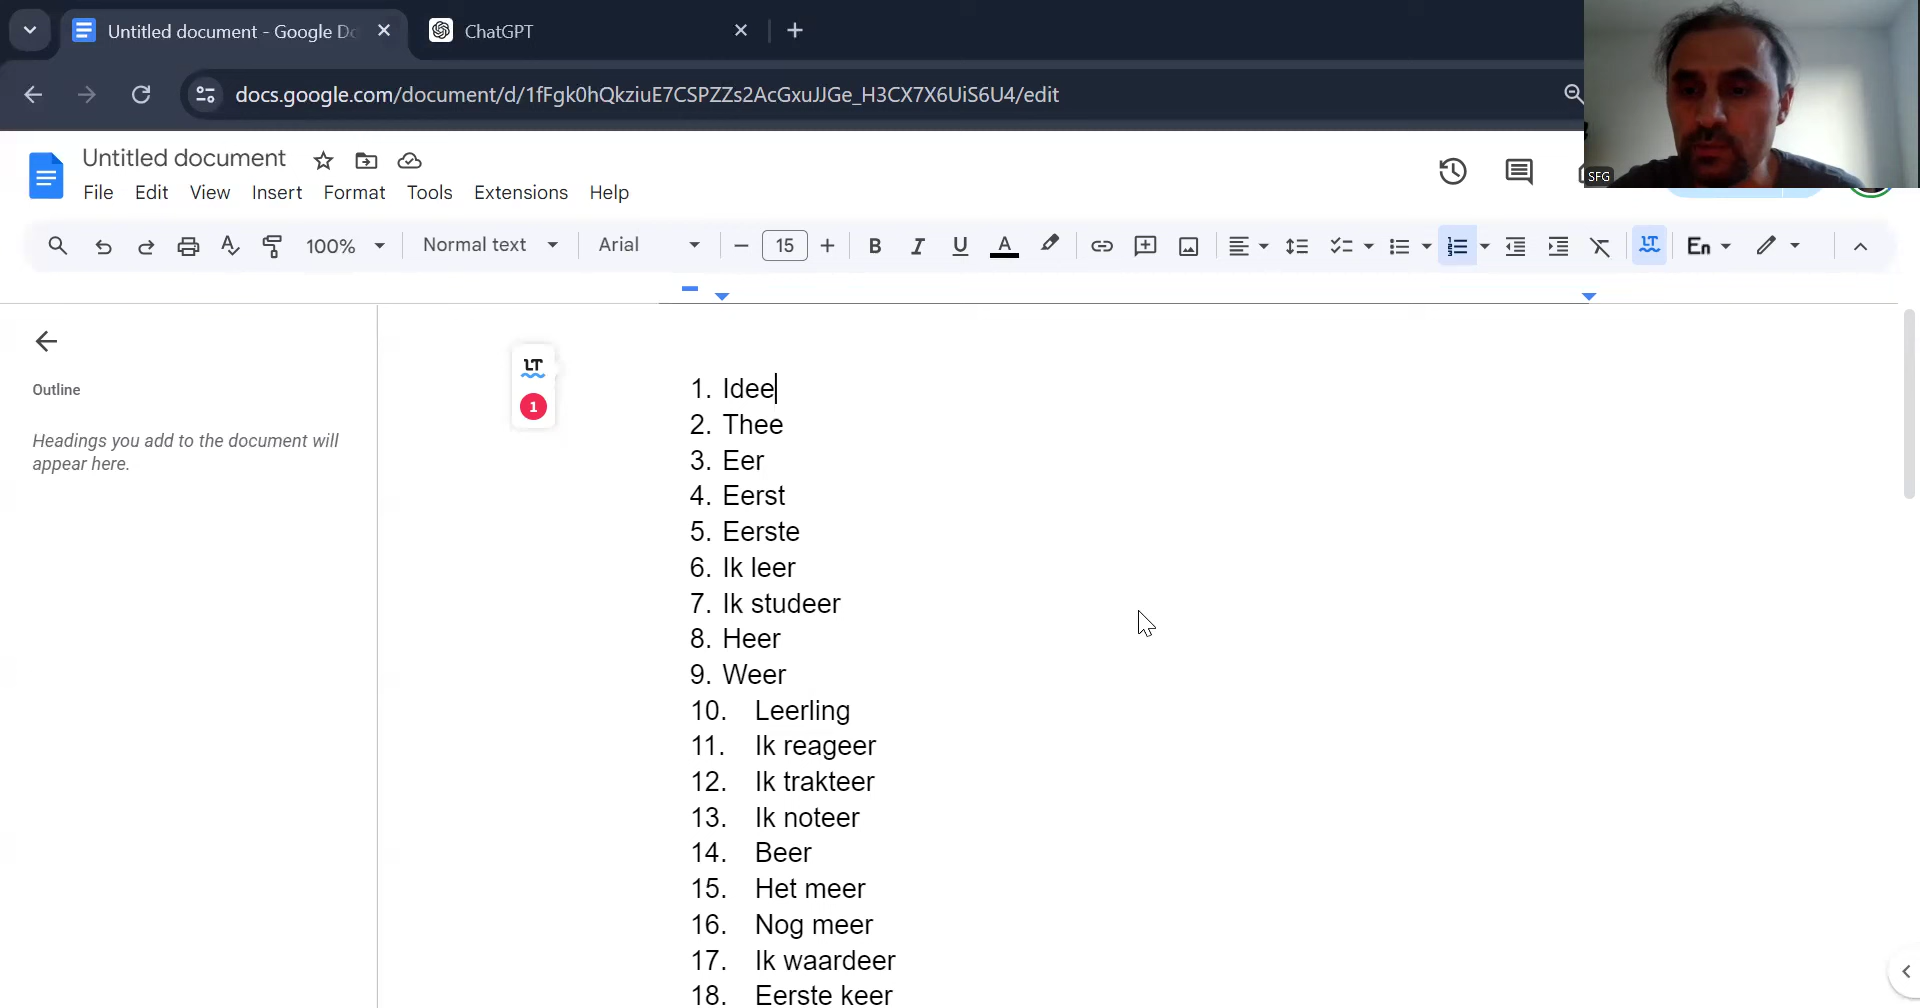 Untitled document - Google Do
ChatGPT
docs.google.com/document/d/1fFgk0hQkziuE7CSPZZs2AcGxuJJGe_H3CX7X6UiS6U4/edit
Untitled document
File Edit View Insert Format Tools Extensions Help
SFG
100% Normal text Arial 15 B I U A En
LT
1
Outline
Headings you add to the document will
appear here.
1. Idee
2. Thee
3. Eer
4. Eerst
5. Eerste
6. Ik leer
7. Ik studeer
8. Heer
9. Weer
10. Leerling
11. Ik reageer
12. Ik trakteer
13. Ik noteer
14. Beer
15. Het meer
16. Nog meer
17. Ik waardeer
18. Eerste keer